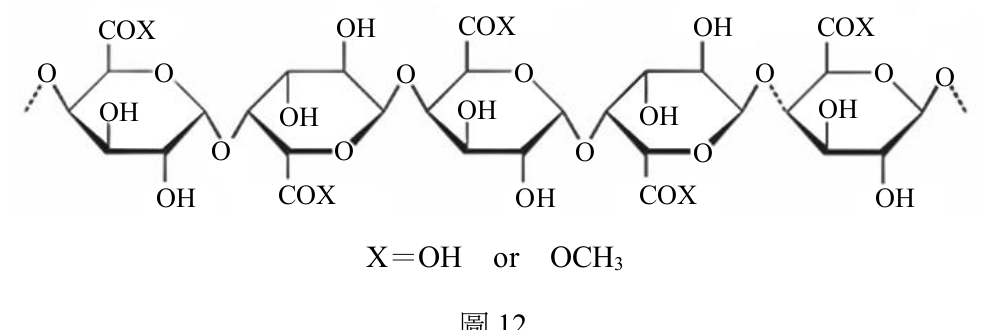 COX OH COX OH COX
O O O O O O O
OH OH OH OH OH
O O O O
OH COX OH COX OH
X=OH or OCH₃
圖 12